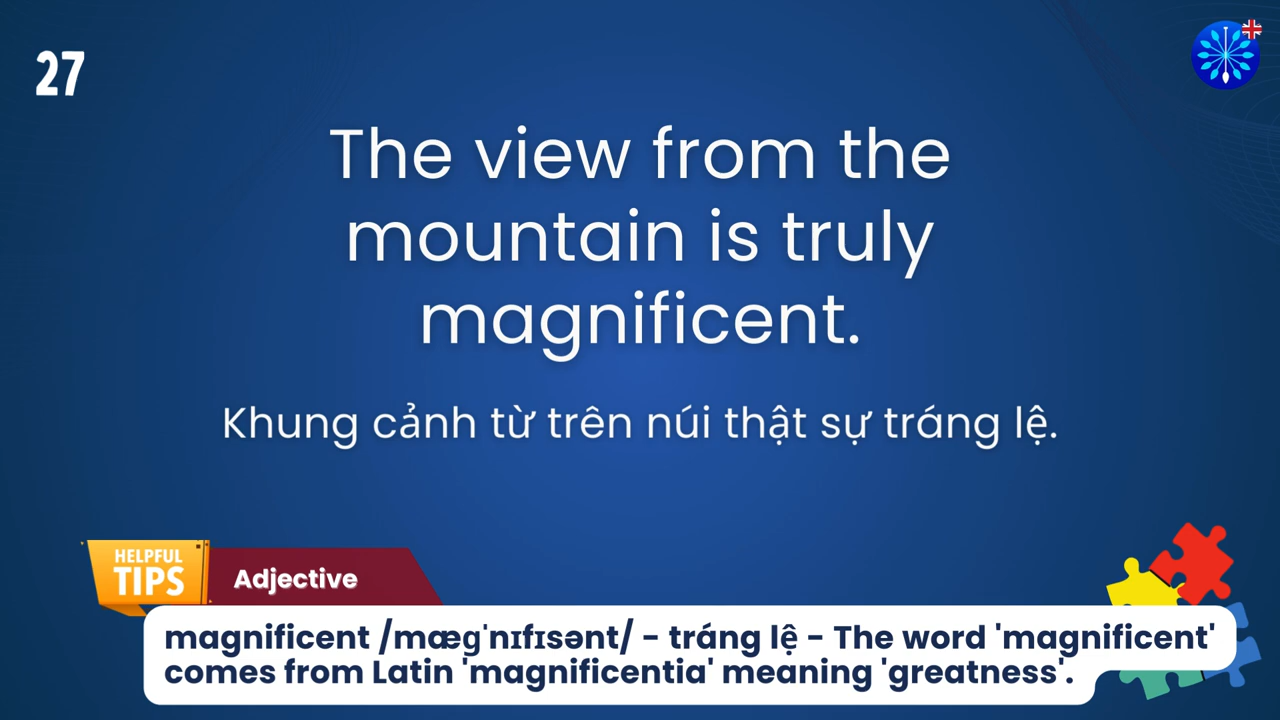 27
The view from the
mountain is truly
magnificent.
Khung cảnh từ trên núi thật sự tráng lệ.
HELPFUL
TIPS
Adjective
magnificent /mæɡˈnɪfɪsənt/ - tráng lệ - The word 'magnificent'
comes from Latin 'magnificentia' meaning 'greatness'.